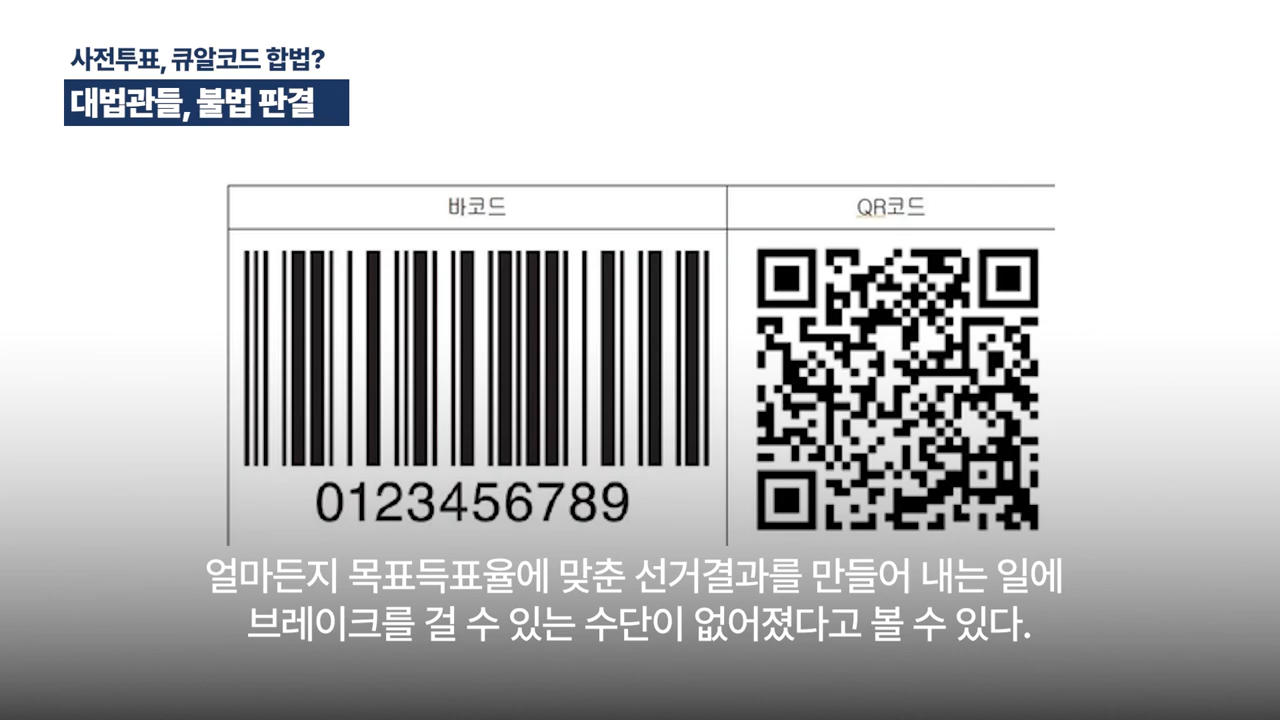 사전투표, 큐알코드 합법?
대법관들, 불법 판결
바코드
QR코드
0123456789
얼마든지 목표득표율에 맞춘 선거결과를 만들어 내는 일에
브레이크를 걸 수 있는 수단이 없어졌다고 볼 수 있다.